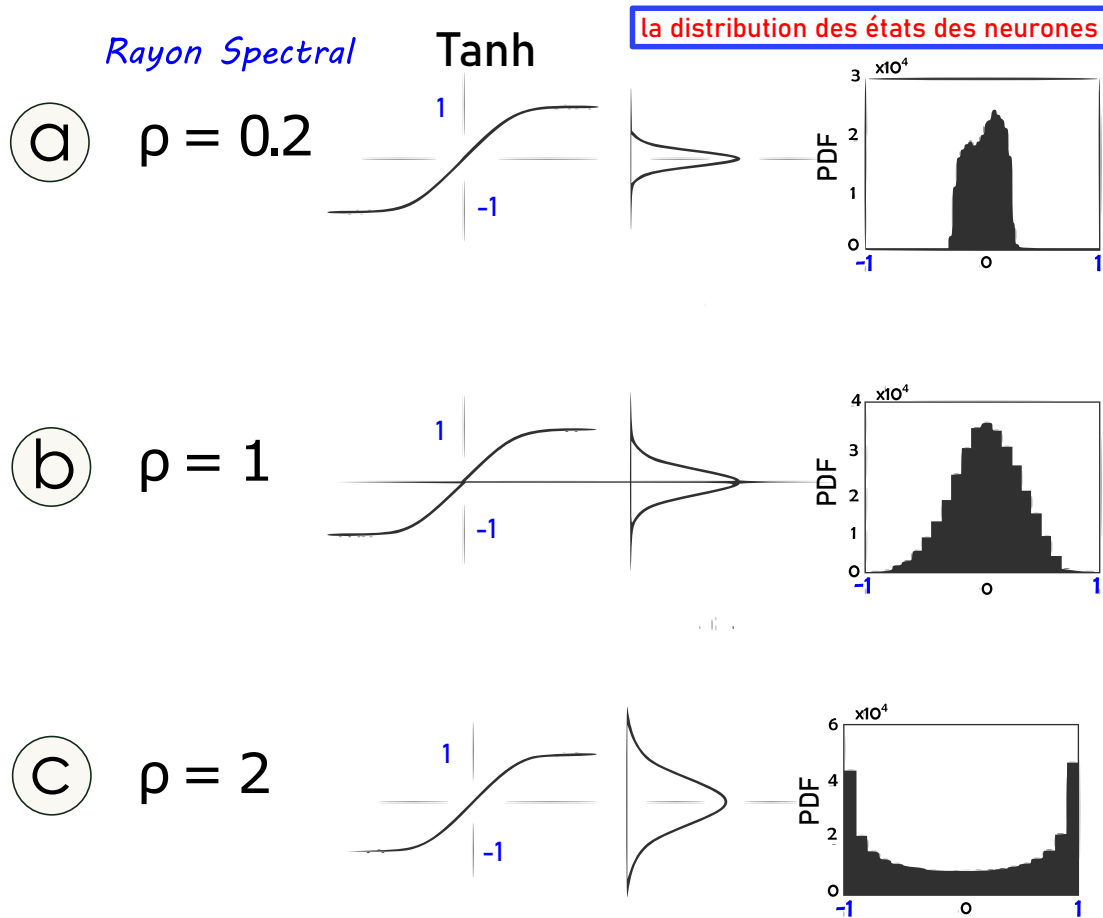 la distribution des états des neurones
Rayon Spectral
Tanh
a
ρ = 0.2
1
-1
x10⁴
3
2
1
0
PDF
-1
0
1
b
ρ = 1
1
-1
x10⁴
4
3
2
1
0
PDF
-1
0
1
c
ρ = 2
1
-1
x10⁴
6
4
2
0
PDF
-1
0
1